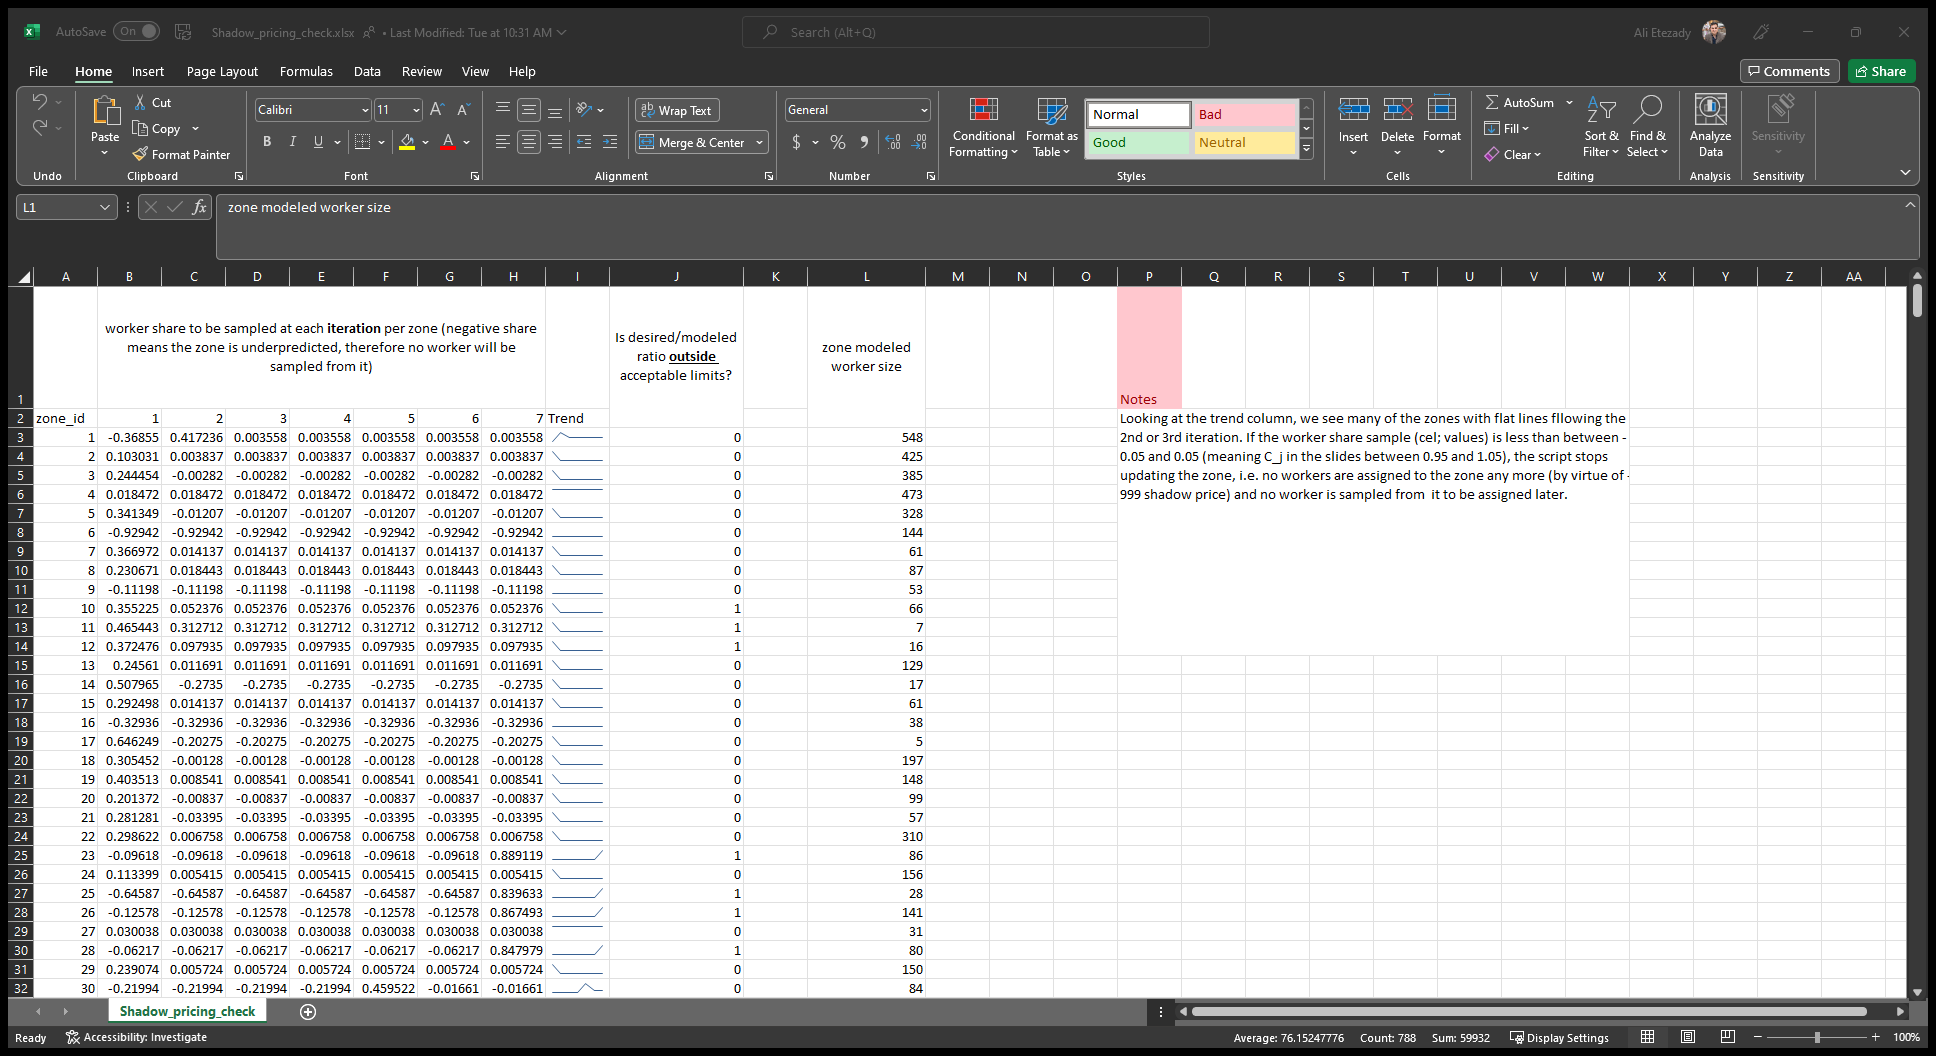 AutoSave On Shadow_pricing_check.xlsx • Last Modified: Tue at 10:31 AM Search (Alt+Q) Ali Etezady
File Home Insert Page Layout Formulas Data Review View Help Comments Share
Paste Cut Copy Format Painter
Calibri 11 B I U
Wrap Text Merge & Center
General $ % 9
Conditional Formatting Format as Table Normal Bad Good Neutral
Insert Delete Format
AutoSum Fill Clear Sort & Filter Find & Select
Analyze Data Sensitivity
Undo Clipboard Font Alignment Number Styles Cells Editing Analysis Sensitivity
L1 fx zone modeled worker size
A B C D E F G H I J K L M N O P Q R S T U V W X Y Z AA
worker share to be sampled at each iteration per zone (negative share
means the zone is underpredicted, therefore no worker will be
sampled from it)
Is desired/modeled
ratio outside
acceptable limits?
zone modeled
worker size
1 Notes
2 zone_id 1 2 3 4 5 6 7 Trend
3 1 -0.36855 0.417236 0.003558 0.003558 0.003558 0.003558 0.003558 0 548
4 2 0.103031 0.003837 0.003837 0.003837 0.003837 0.003837 0.003837 0 425
5 3 0.244454 -0.00282 -0.00282 -0.00282 -0.00282 -0.00282 -0.00282 0 385
6 4 0.018472 0.018472 0.018472 0.018472 0.018472 0.018472 0.018472 0 473
7 5 0.341349 -0.01207 -0.01207 -0.01207 -0.01207 -0.01207 -0.01207 0 328
8 6 -0.92942 -0.92942 -0.92942 -0.92942 -0.92942 -0.92942 -0.92942 0 144
9 7 0.366972 0.014137 0.014137 0.014137 0.014137 0.014137 0.014137 0 61
10 8 0.230671 0.018443 0.018443 0.018443 0.018443 0.018443 0.018443 0 87
11 9 -0.11198 -0.11198 -0.11198 -0.11198 -0.11198 -0.11198 -0.11198 0 53
12 10 0.355225 0.052376 0.052376 0.052376 0.052376 0.052376 0.052376 1 66
13 11 0.465443 0.312712 0.312712 0.312712 0.312712 0.312712 0.312712 1 7
14 12 0.372476 0.097935 0.097935 0.097935 0.097935 0.097935 0.097935 1 16
15 13 0.24561 0.011691 0.011691 0.011691 0.011691 0.011691 0.011691 0 129
16 14 0.507965 -0.2735 -0.2735 -0.2735 -0.2735 -0.2735 -0.2735 0 17
17 15 0.292498 0.014137 0.014137 0.014137 0.014137 0.014137 0.014137 0 61
18 16 -0.32936 -0.32936 -0.32936 -0.32936 -0.32936 -0.32936 -0.32936 0 38
19 17 0.646249 -0.20275 -0.20275 -0.20275 -0.20275 -0.20275 -0.20275 0 5
20 18 0.305452 -0.00128 -0.00128 -0.00128 -0.00128 -0.00128 -0.00128 0 197
21 19 0.403513 0.008541 0.008541 0.008541 0.008541 0.008541 0.008541 0 148
22 20 0.201372 -0.00837 -0.00837 -0.00837 -0.00837 -0.00837 -0.00837 0 99
23 21 0.281281 -0.03395 -0.03395 -0.03395 -0.03395 -0.03395 -0.03395 0 57
24 22 0.298622 0.006758 0.006758 0.006758 0.006758 0.006758 0.006758 0 310
25 23 -0.09618 -0.09618 -0.09618 -0.09618 -0.09618 -0.09618 0.889119 1 86
26 24 0.113399 0.005415 0.005415 0.005415 0.005415 0.005415 0.005415 0 156
27 25 -0.64587 -0.64587 -0.64587 -0.64587 -0.64587 -0.64587 0.839633 1 28
28 26 -0.12578 -0.12578 -0.12578 -0.12578 -0.12578 -0.12578 0.867493 1 141
29 27 0.030038 0.030038 0.030038 0.030038 0.030038 0.030038 0.030038 0 31
30 28 -0.06217 -0.06217 -0.06217 -0.06217 -0.06217 -0.06217 0.847979 1 80
31 29 0.239074 0.005724 0.005724 0.005724 0.005724 0.005724 0.005724 0 150
32 30 -0.21994 -0.21994 -0.21994 -0.21994 0.459522 -0.01661 -0.01661 0 84
Looking at the trend column, we see many of the zones with flat lines fllowing the
2nd or 3rd iteration. If the worker share sample (cel; values) is less than between -
0.05 and 0.05 (meaning C_j in the slides between 0.95 and 1.05), the script stops
updating the zone, i.e. no workers are assigned to the zone any more (by virtue of -
999 shadow price) and no worker is sampled from it to be assigned later.
Shadow_pricing_check
Ready Accessibility: Investigate Average: 76.15247776 Count: 788 Sum: 59932 Display Settings 100%